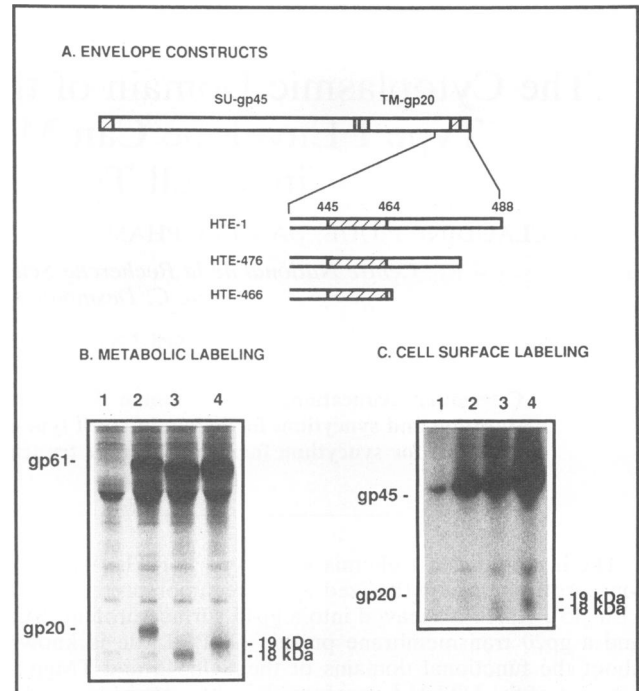 A. ENVELOPE CONSTRUCTS
SU-gp45 TM-gp20
445 464 488
HTE-1
HTE-476
HTE-466
B. METABOLIC LABELING
1 2 3 4
gp61-
gp20-
- 19 kDa
- 18 kDa
C. CELL SURFACE LABELING
1 2 3 4
gp45 -
gp20 -
- 19 kDa
- 18 kDa